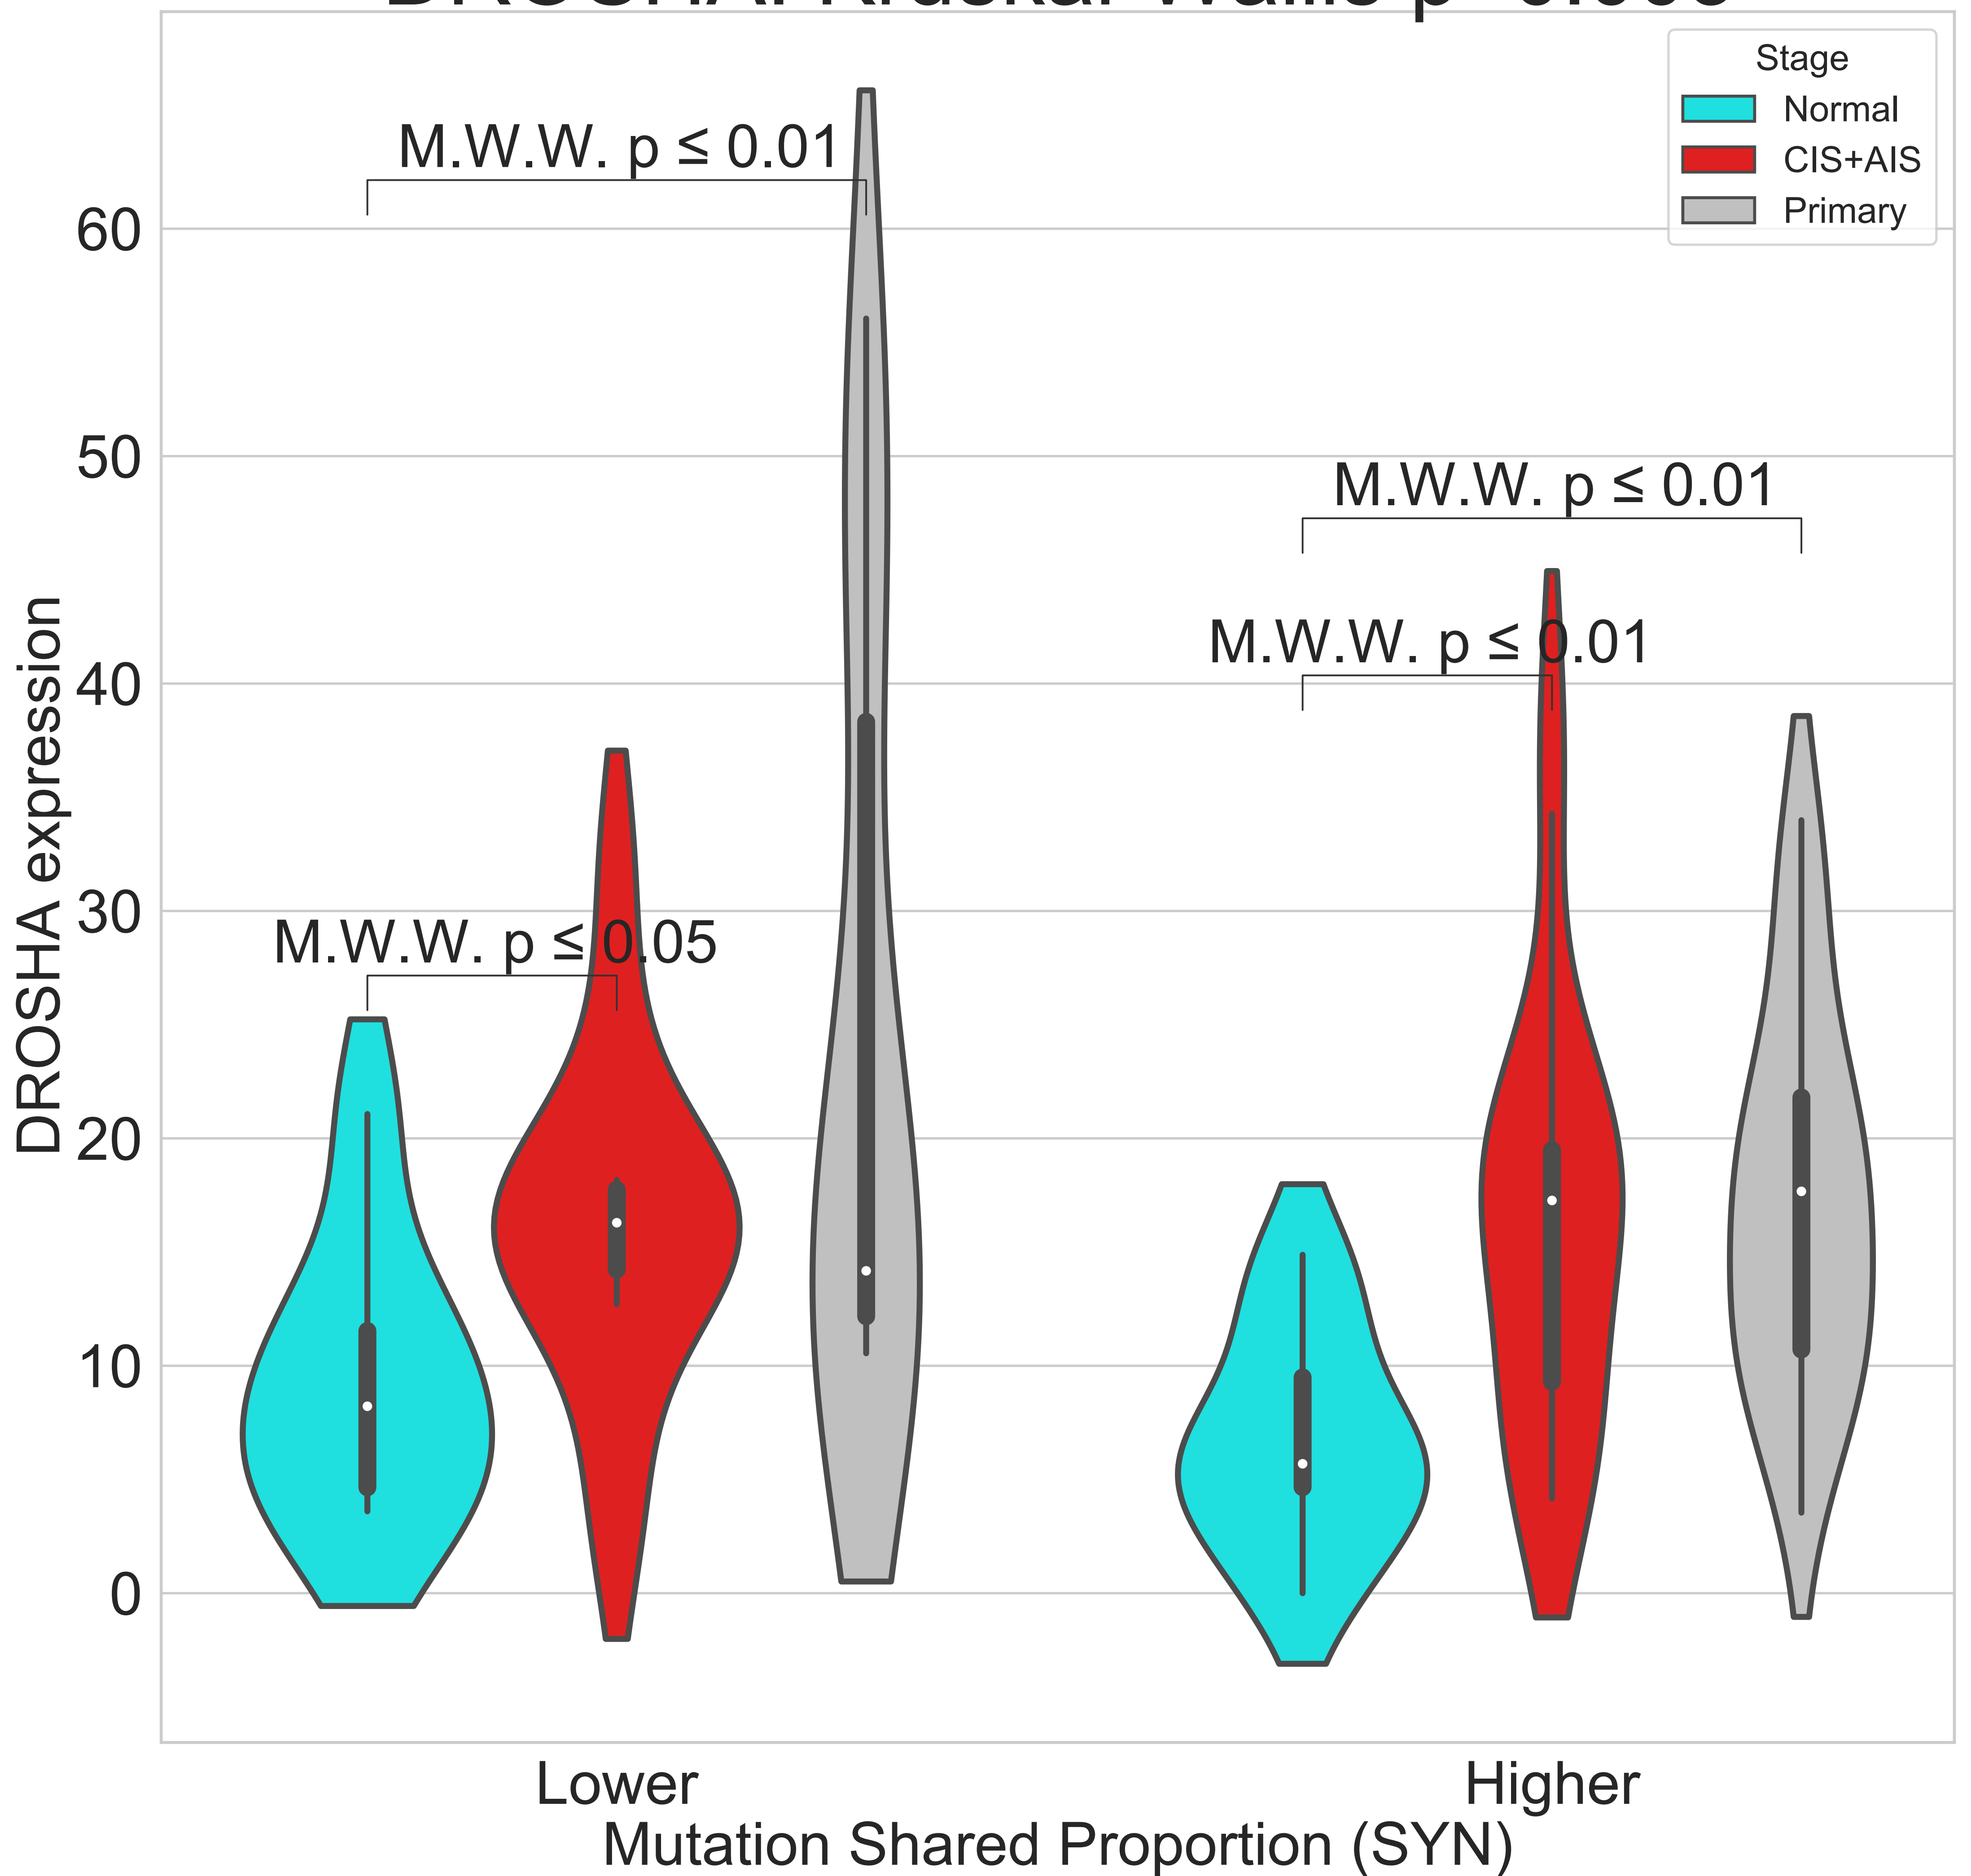 Stage
Normal
CIS+AIS
Primary
M.W.W. p ≤ 0.01
M.W.W. p ≤ 0.01
M.W.W. p ≤ 0.01
M.W.W. p ≤ 0.05
60
50
40
30
20
10
0
DROSHA expression
Lower
Higher
Mutation Shared Proportion (SYN)